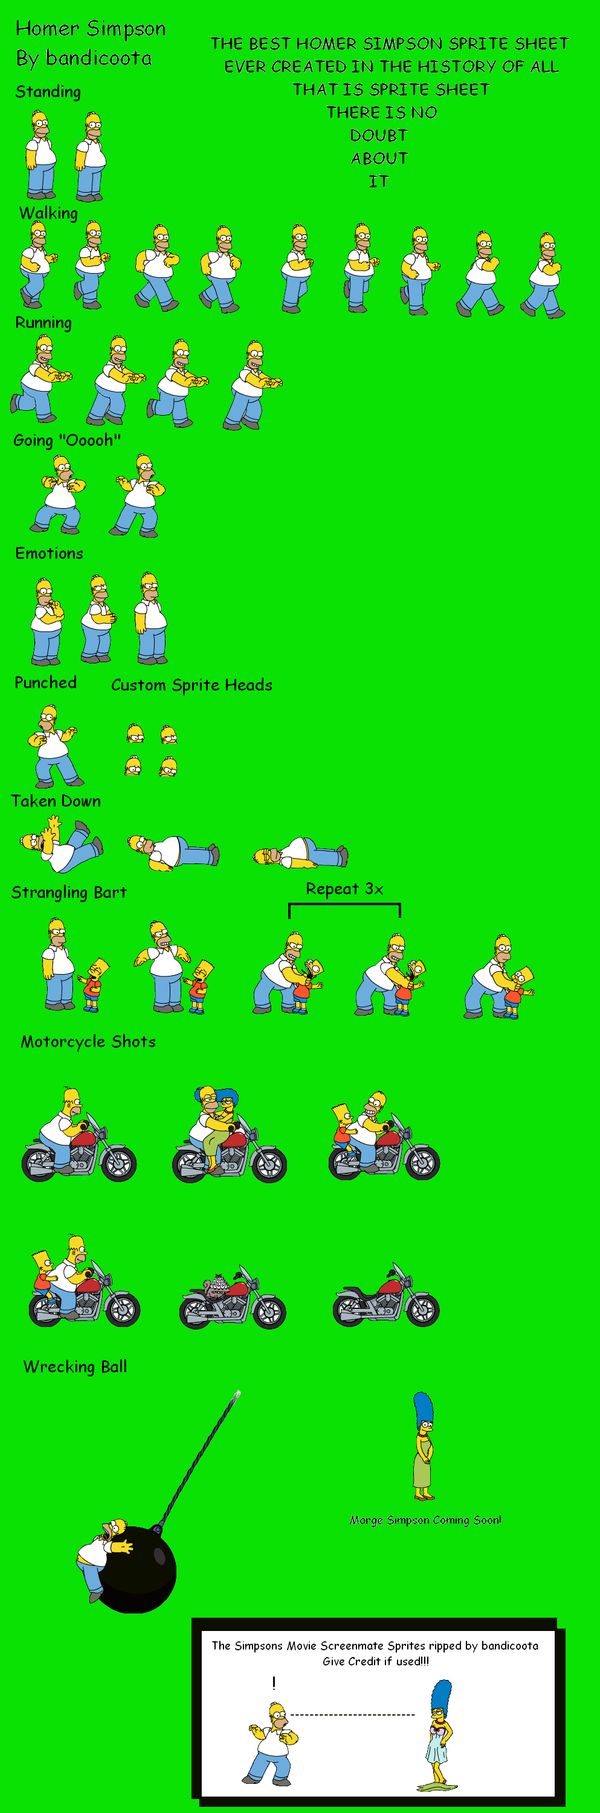 Homer Simpson
By bandicoota
THE BEST HOMER SIMPSON SPRITE SHEET
EVER CREATED IN THE HISTORY OF ALL
THAT IS SPRITE SHEET
THERE IS NO
DOUBT
ABOUT
IT
Standing
Walking
Running
Going "Ooooh"
Emotions
Punched
Custom Sprite Heads
Taken Down
Strangling Bart
Repeat 3x
Motorcycle Shots
Wrecking Ball
Marge Simpson Coming Soon!
The Simpsons Movie Screenmate Sprites ripped by bandicoota
Give Credit if used!!!
!